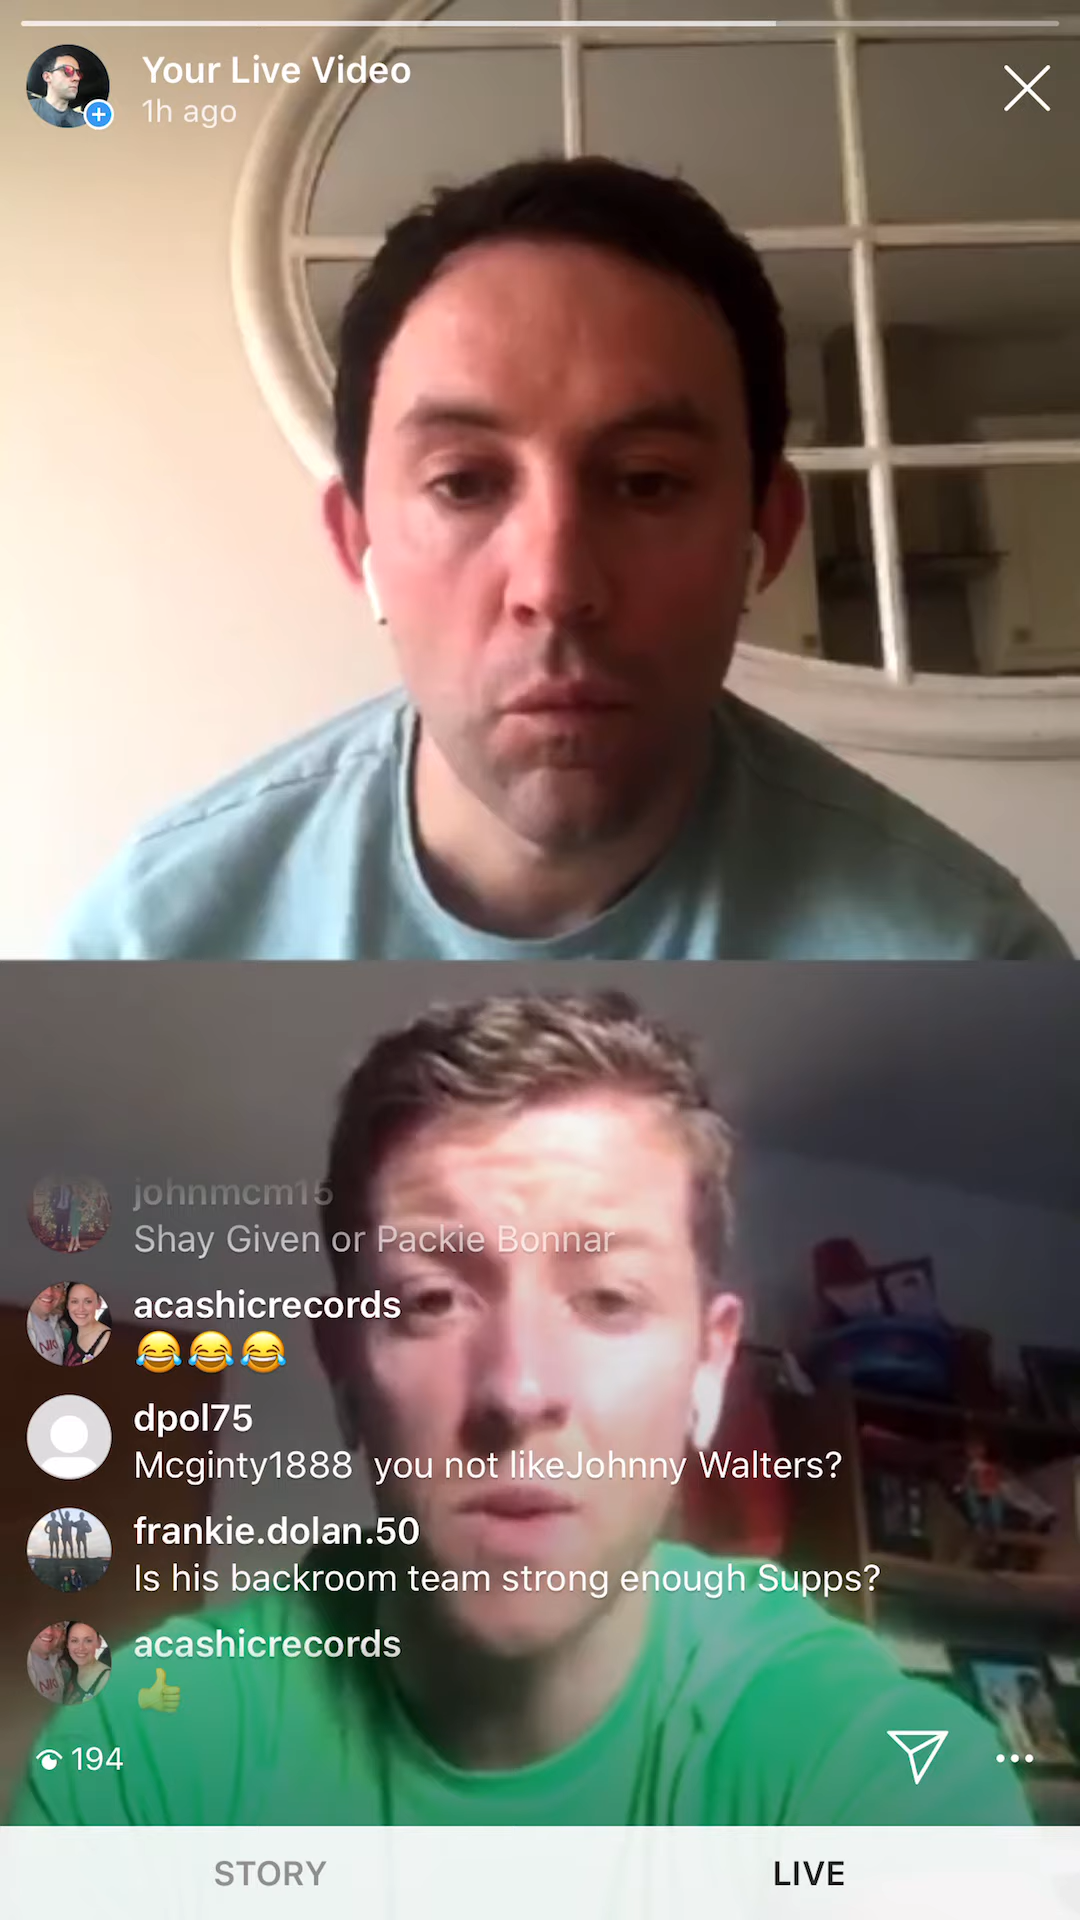 Your Live Video
1h ago
johnmcm15
Shay Given or Packie Bonnar
acashicrecords
😂😂😂
dpol75
Mcginty1888  you not likeJohnny Walters?
frankie.dolan.50
Is his backroom team strong enough Supps?
acashicrecords
👍
194
STORY
LIVE